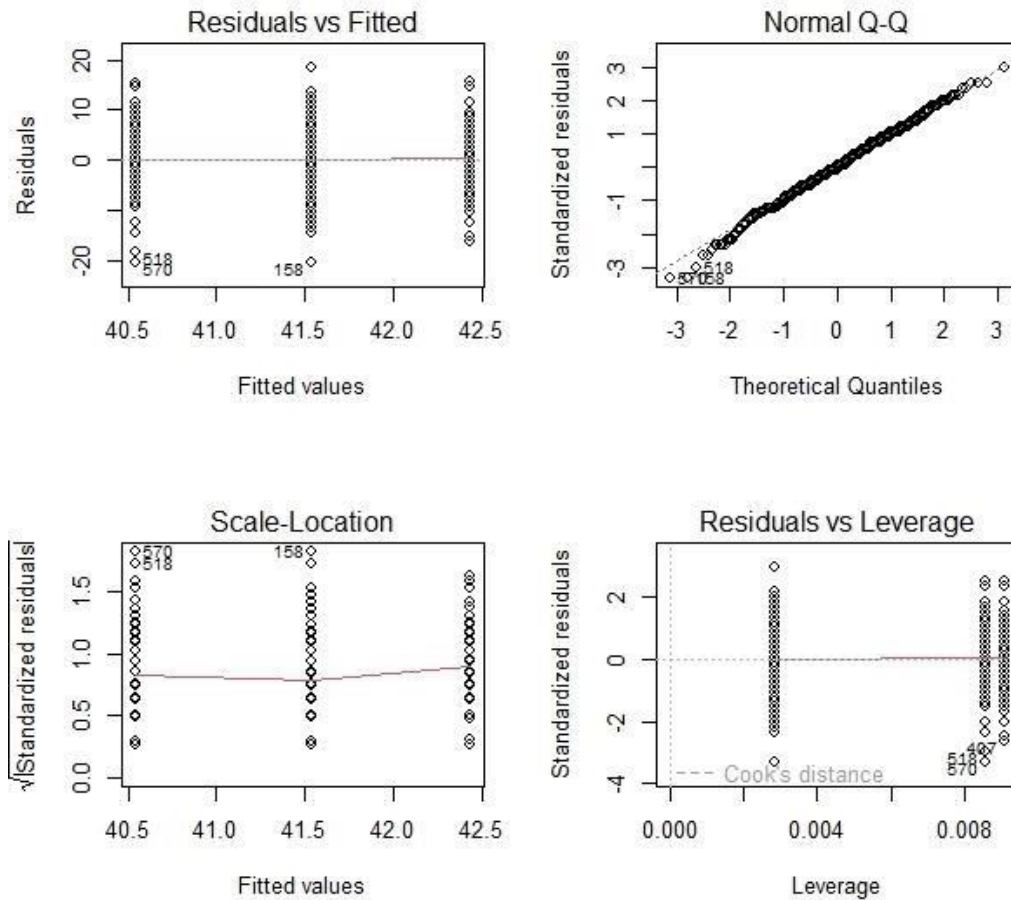 Residuals vs Fitted
Residuals
20
10
0
-20
518
570
158
40.5 41.0 41.5 42.0 42.5
Fitted values
Normal Q-Q
Standardized residuals
3
2
1
-1
-3
518
570
158
-3 -2 -1 0 1 2 3
Theoretical Quantiles
Scale-Location
√|Standardized residuals|
1.5
1.0
0.5
0.0
570
518
158
40.5 41.0 41.5 42.0 42.5
Fitted values
Residuals vs Leverage
Standardized residuals
2
0
-2
-4
407
518
570
Cook's distance
0.000 0.004 0.008
Leverage